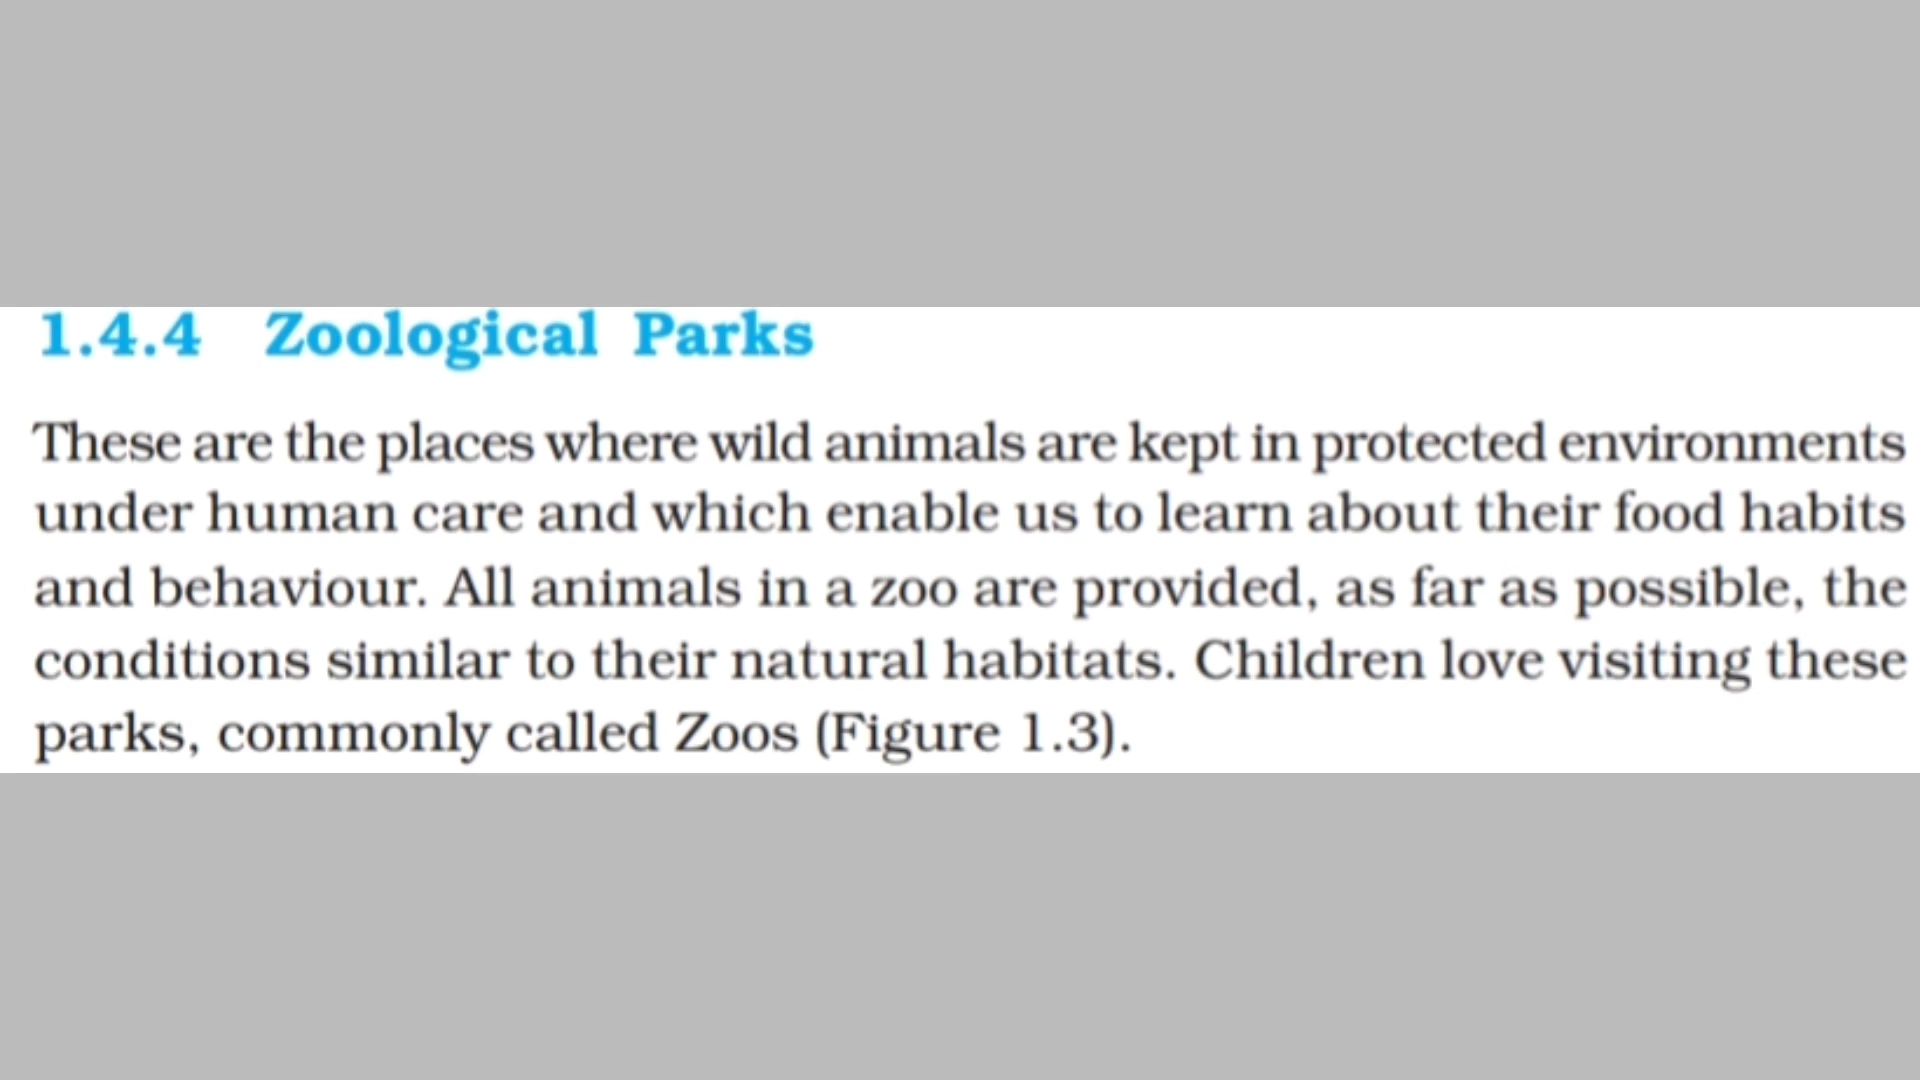 1.4.4 Zoological Parks
These are the places where wild animals are kept in protected environments
under human care and which enable us to learn about their food habits
and behaviour. All animals in a zoo are provided, as far as possible, the
conditions similar to their natural habitats. Children love visiting these
parks, commonly called Zoos (Figure 1.3).